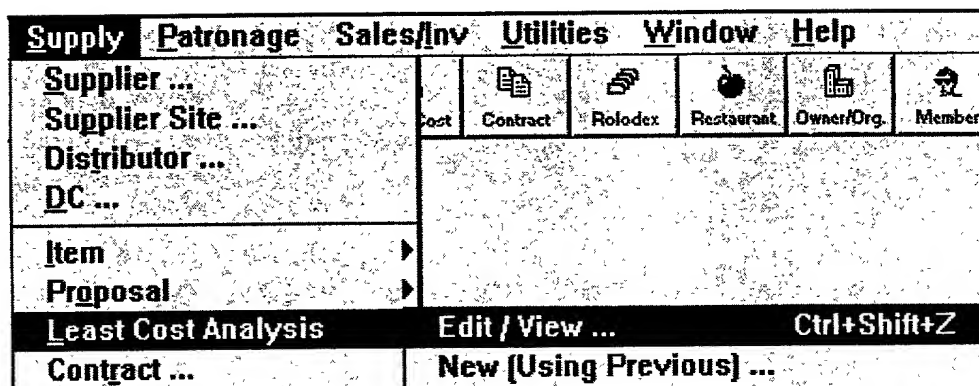 Supply Patronage Sales/Inv Utilities Window Help
Supplier ...
Supplier Site ...
Distributor ...
DC ...
Cost Contract Rolodex Restaurant Owner/Org. Member
Item
Proposal
Least Cost Analysis Edit / View ... Ctrl+Shift+Z
Contract ... New (Using Previous) ...